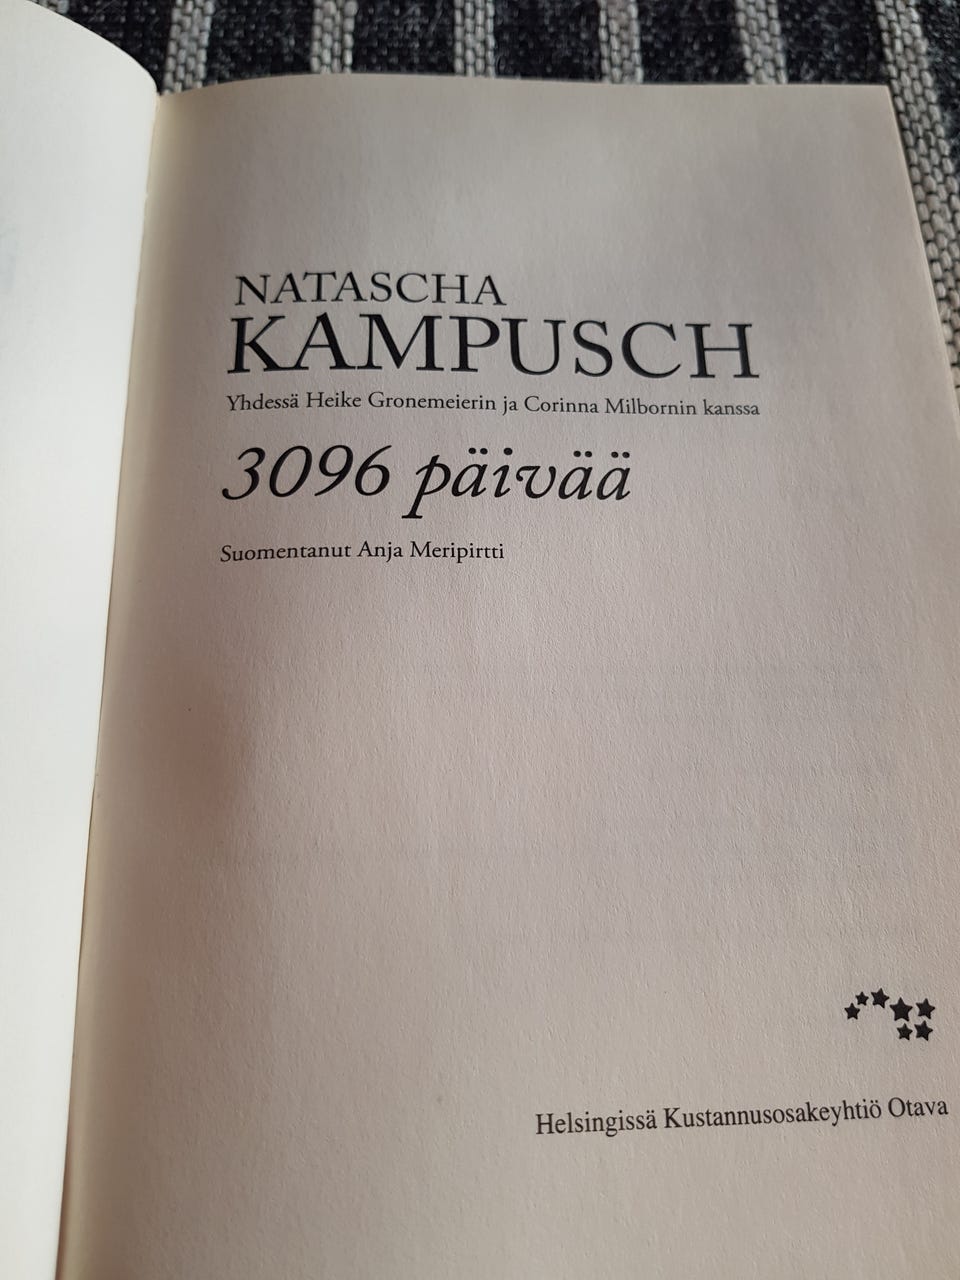 NATASCHA
KAMPUSCH
Yhdessä Heike Gronemeierin ja Corinna Milbornin kanssa
3096 päivää
Suomentanut Anja Meripirtti
Helsingissä Kustannusosakeyhtiö Otava